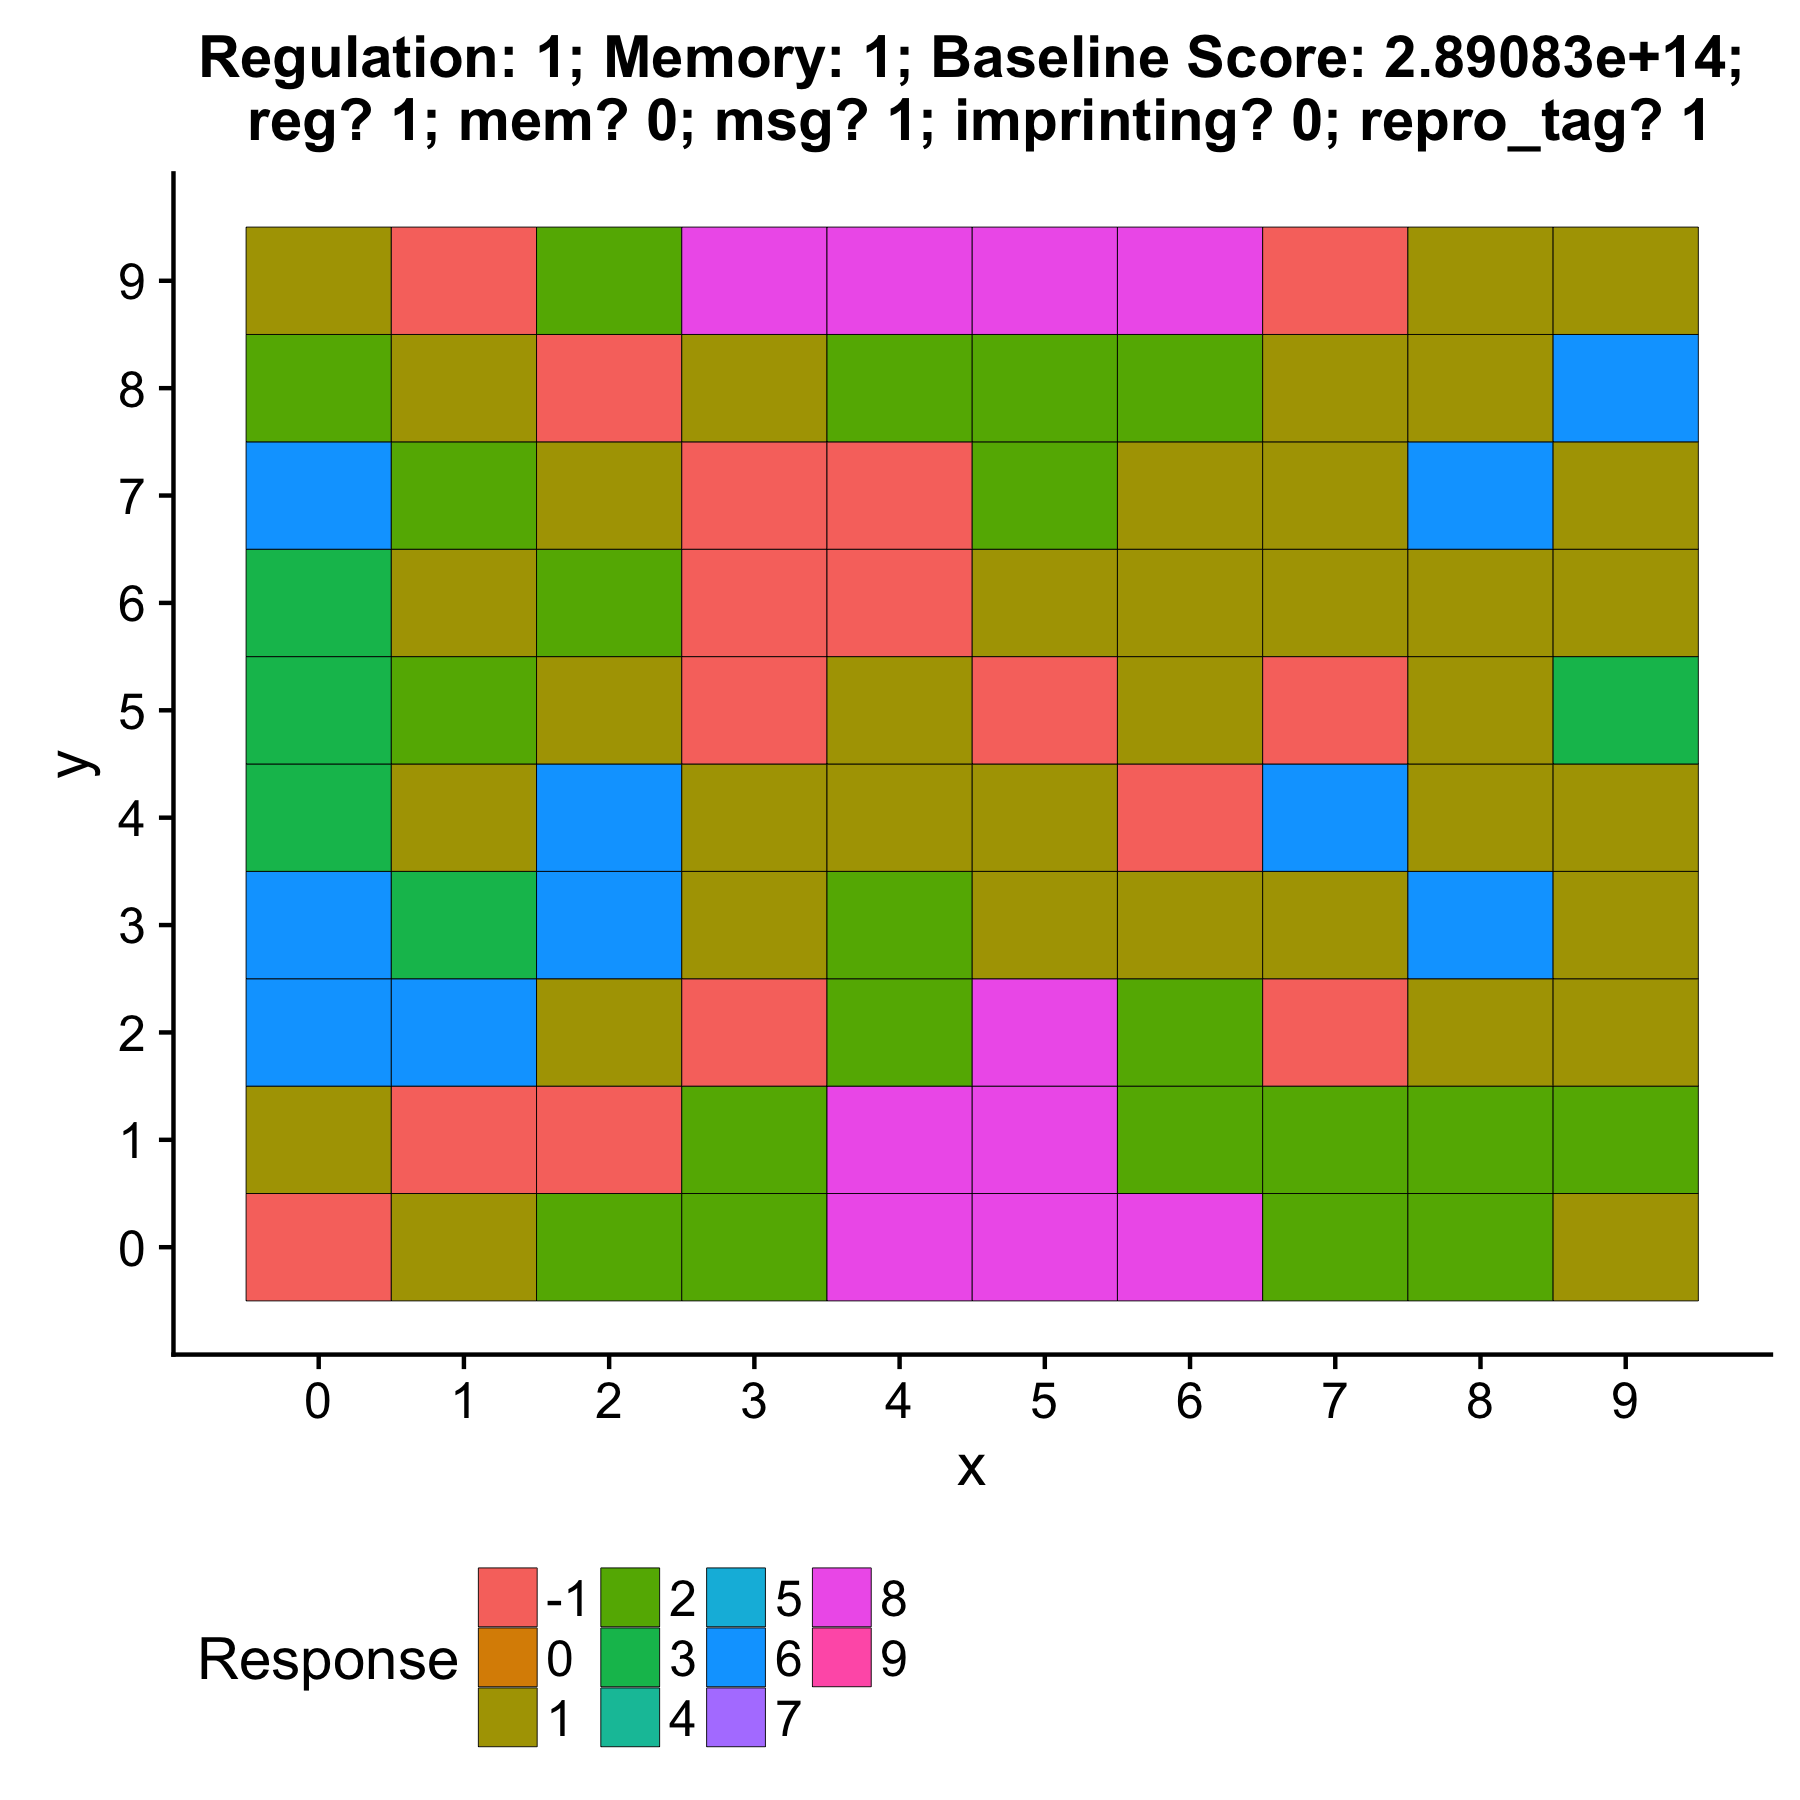 Regulation: 1; Memory: 1; Baseline Score: 2.89083e+14;
reg? 1; mem? 0; msg? 1; imprinting? 0; repro_tag? 1
9
8
7
6
5
4
3
2
1
0
y
0 1 2 3 4 5 6 7 8 9
x
Response
-1 2 5 8
0 3 6 9
1 4 7